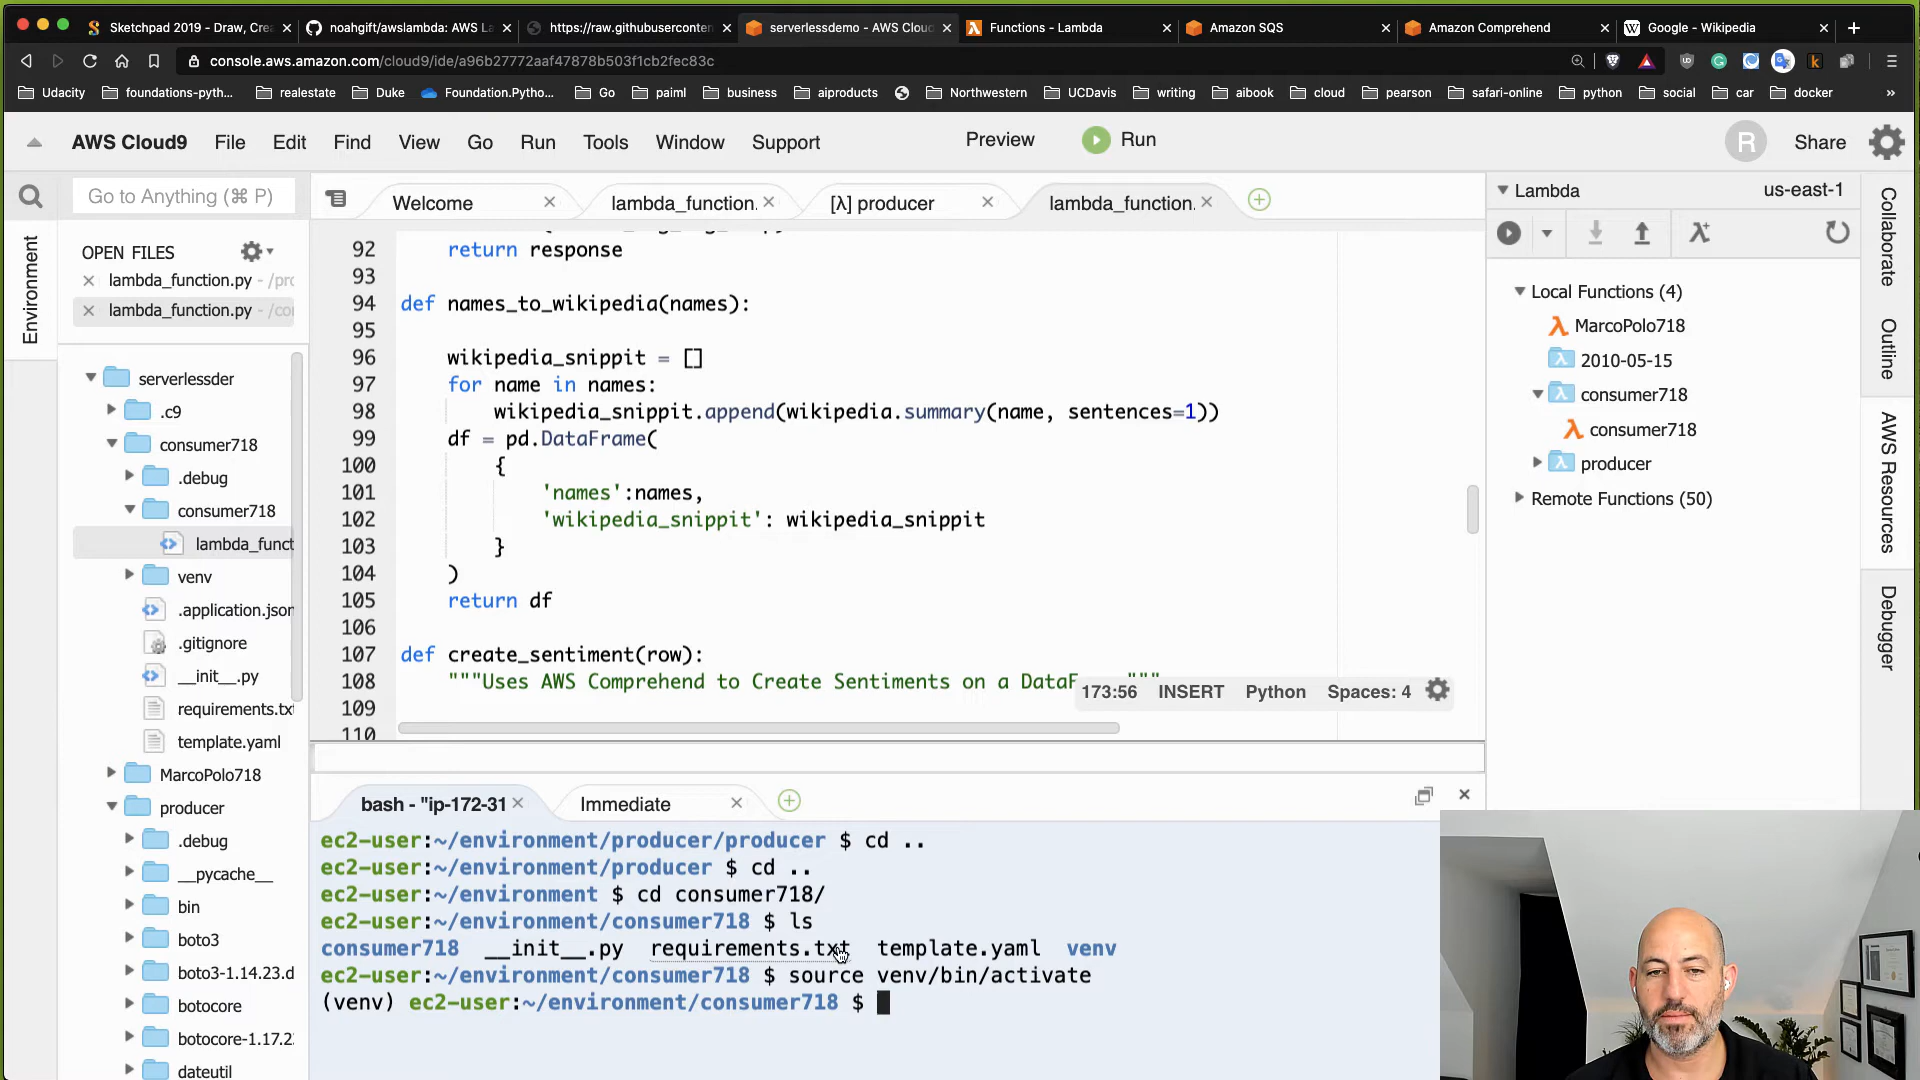 Sketchpad 2019 - Draw, Crea
noahgift/awslambda: AWS La
https://raw.githubuserconten
serverlessdemo - AWS Cloud
Functions - Lambda
Amazon SQS
Amazon Comprehend
Google - Wikipedia
console.aws.amazon.com/cloud9/ide/a96b27772aaf47878b503f1cb2fec83c
Udacity
foundations-pyth...
realestate
Duke
Foundation.Pytho...
Go
paiml
business
aiproducts
Northwestern
UCDavis
writing
aibook
cloud
pearson
safari-online
python
social
car
docker
»
AWS Cloud9 File Edit Find View Go Run Tools Window Support
Preview
Run
R
Share
Go to Anything (⌘ P)
Welcome
lambda_function.
[λ] producer
lambda_function.
Environment
OPEN FILES
lambda_function.py - /pro
lambda_function.py - /co
serverlessder
.c9
consumer718
.debug
consumer718
lambda_funct
venv
.application.json
.gitignore
__init__.py
requirements.txt
template.yaml
MarcoPolo718
producer
.debug
__pycache__
bin
boto3
boto3-1.14.23.d
botocore
botocore-1.17.2
dateutil
92 return response
93
94 def names_to_wikipedia(names):
95
96 wikipedia_snippit = []
97 for name in names:
98 wikipedia_snippit.append(wikipedia.summary(name, sentences=1))
99 df = pd.DataFrame(
100 {
101 'names':names,
102 'wikipedia_snippit': wikipedia_snippit
103 }
104 )
105 return df
106
107 def create_sentiment(row):
108 """Uses AWS Comprehend to Create Sentiments on a DataF """
109
110
173:56 INSERT Python Spaces: 4
bash - "ip-172-31
Immediate
ec2-user:~/environment/producer/producer $ cd ..
ec2-user:~/environment/producer $ cd ..
ec2-user:~/environment $ cd consumer718/
ec2-user:~/environment/consumer718 $ ls
consumer718 __init__.py requirements.txt template.yaml venv
ec2-user:~/environment/consumer718 $ source venv/bin/activate
(venv) ec2-user:~/environment/consumer718 $
Lambda
us-east-1
Local Functions (4)
MarcoPolo718
2010-05-15
consumer718
consumer718
producer
Remote Functions (50)
Collaborate
Outline
AWS Resources
Debugger